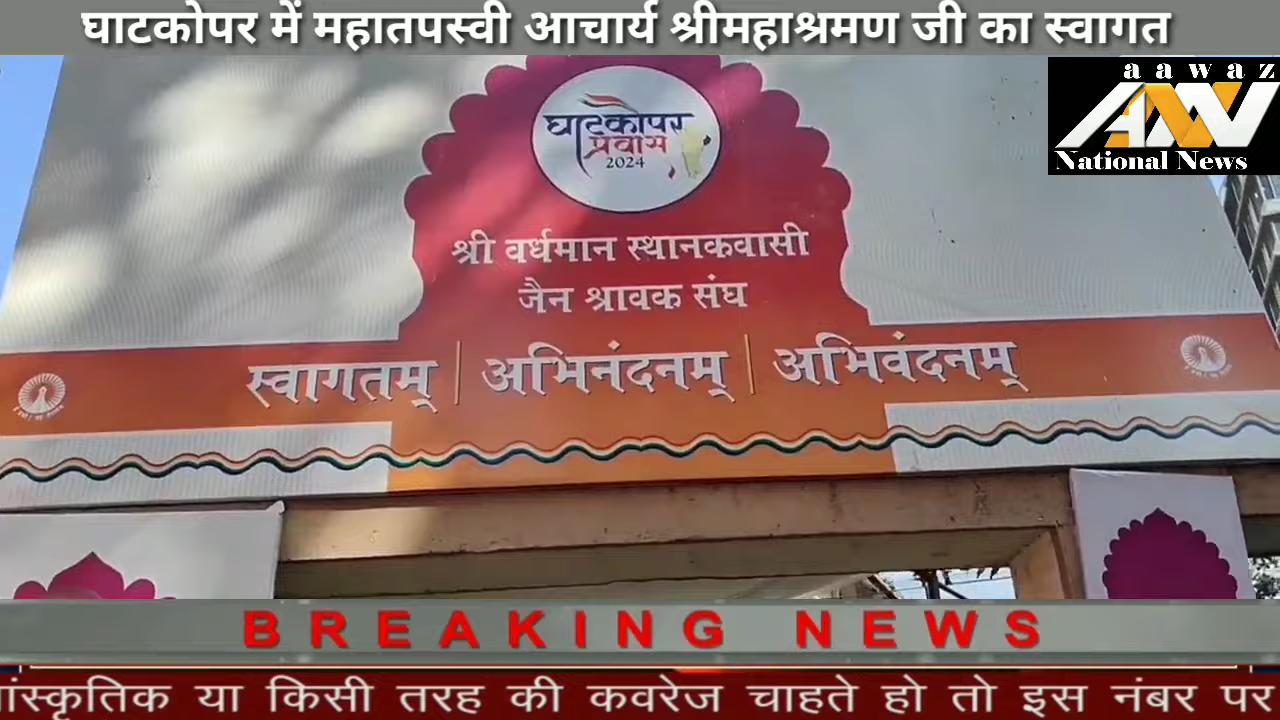 घाटकोपर में महातपस्वी आचार्य श्रीमहाश्रमण जी का स्वागत
aawaz
ANN
National News
घाटकोपर
प्रवास
2024
श्री वर्धमान स्थानकवासी
जैन श्रावक संघ
स्वागतम् | अभिनंदनम् | अभिवंदनम्
BREAKING NEWS
या किसी तरह की कवरेज चाहते हो तो इस नंबर पर